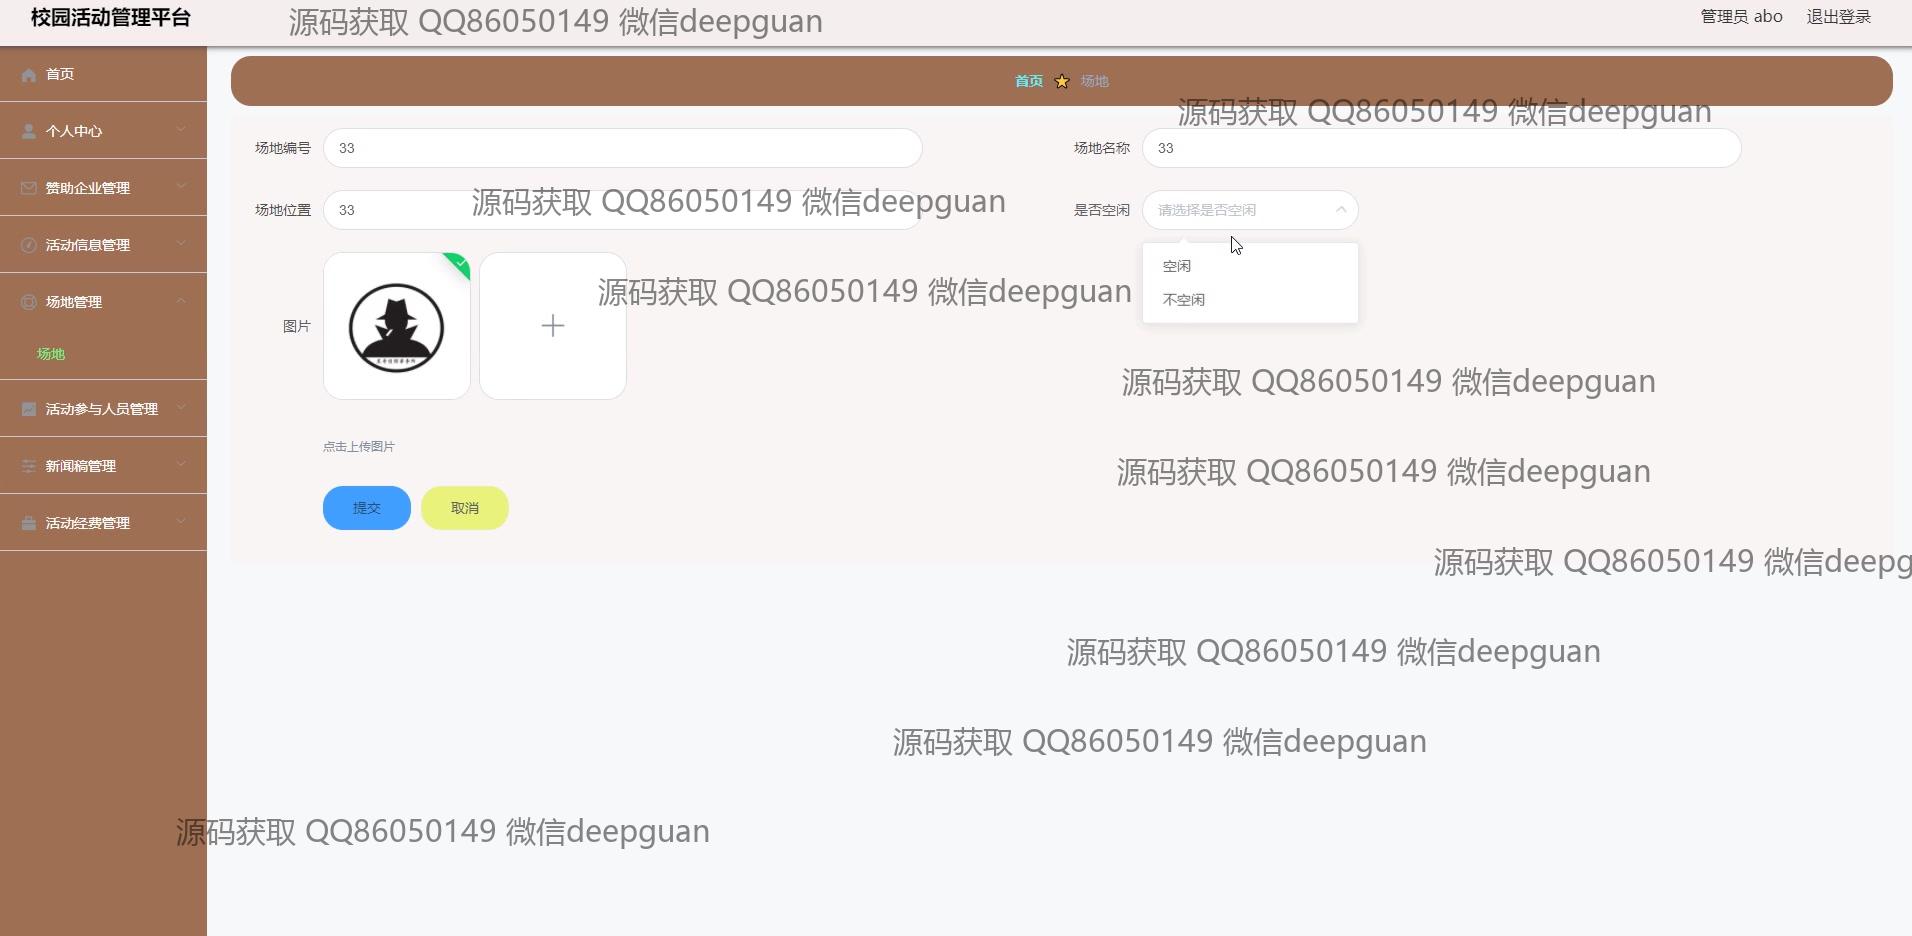 校园活动管理平台
源码获取 QQ86050149 微信deepguan
管理员 abo
退出登录
首页
个人中心
赞助企业管理
活动信息管理
场地管理
场地
活动参与人员管理
新闻稿管理
活动经费管理
首页 场地
源码获取 QQ86050149 微信deepguan
场地编号 33
场地名称 33
场地位置 33
源码获取 QQ86050149 微信deepguan
是否空闲 请选择是否空闲
空闲
不空闲
源码获取 QQ86050149 微信deepguan
图片
点击上传图片
源码获取 QQ86050149 微信deepguan
源码获取 QQ86050149 微信deepguan
提交 取消
源码获取 QQ86050149 微信deepg
源码获取 QQ86050149 微信deepguan
源码获取 QQ86050149 微信deepguan
源码获取 QQ86050149 微信deepguan